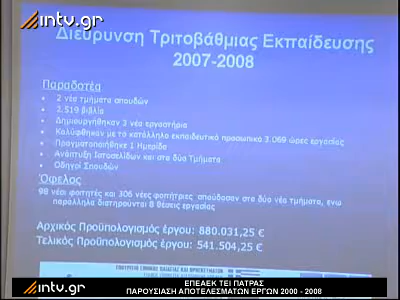 intv.gr
Διεύρυνση Τριτοβάθμιας Εκπαίδευσης
2007-2008
Παραδοτέα
• 2 νέα τμήματα σπουδών
• 2.519 βιβλία
• Δημιουργήθηκαν 3 νέα εργαστήρια
• Καλύφθηκαν με το κατάλληλο εκπαιδευτικό προσωπικό 3.069 ώρες εργασίας
• Πραγματοποιήθηκε 1 Ημερίδα
• Ανάπτυξη Ιστοσελίδων και στα δύο Τμήματα
• Οδηγοί Σπουδών
Όφελος
98 νέοι φοιτητές και 306 νέες φοιτήτριες σπούδασαν στα δύο νέα τμήματα, ενώ
παράλληλα διατηρούνται 8 θέσεις εργασίας
Αρχικός Προϋπολογισμός έργου: 880.031,25 €
Τελικός Προϋπολογισμός έργου: 541.504,25 €
intv.gr
ΕΠΕΑΕΚ ΤΕΙ ΠΑΤΡΑΣ
ΠΑΡΟΥΣΙΑΣΗ ΑΠΟΤΕΛΕΣΜΑΤΩΝ ΕΡΓΩΝ 2000 - 2008